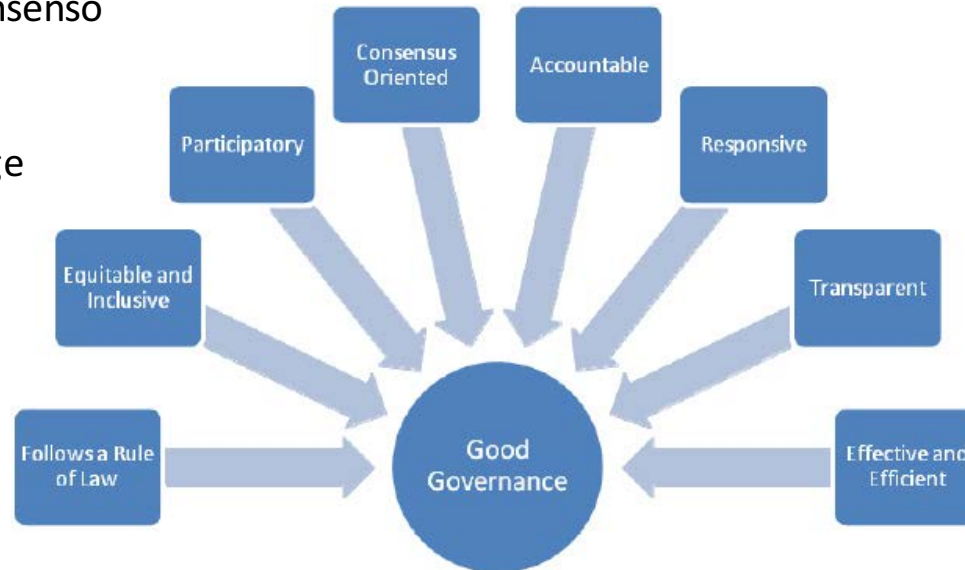 Consensus
Oriented
Accountable
Participatory
Responsive
Equitable and
Inclusive
Transparent
Follows a Rule
of Law
Good
Governance
Effective and
Efficient